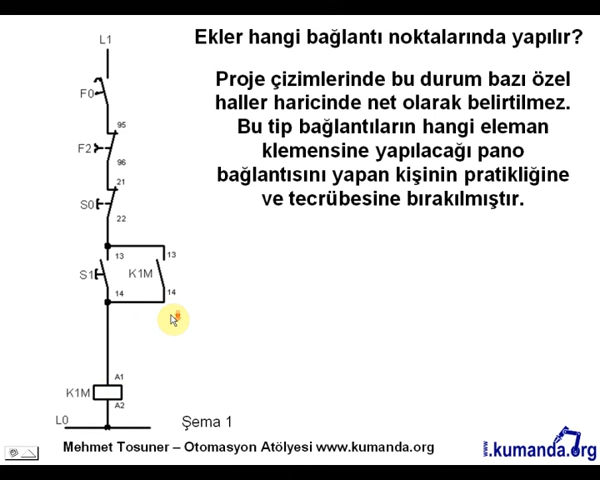 L1
Ekler hangi bağlantı noktalarında yapılır?
Proje çizimlerinde bu durum bazı özel
haller haricinde net olarak belirtilmez.
Bu tip bağlantıların hangi eleman
klemensine yapılacağı pano
bağlantısını yapan kişinin pratikliğine
ve tecrübesine bırakılmıştır.
F0
95
F2
96
21
S0
22
13
13
S1
K1M
14
14
A1
K1M
A2
L0
Şema 1
Mehmet Tosuner – Otomasyon Atölyesi www.kumanda.org
www.kumanda.org